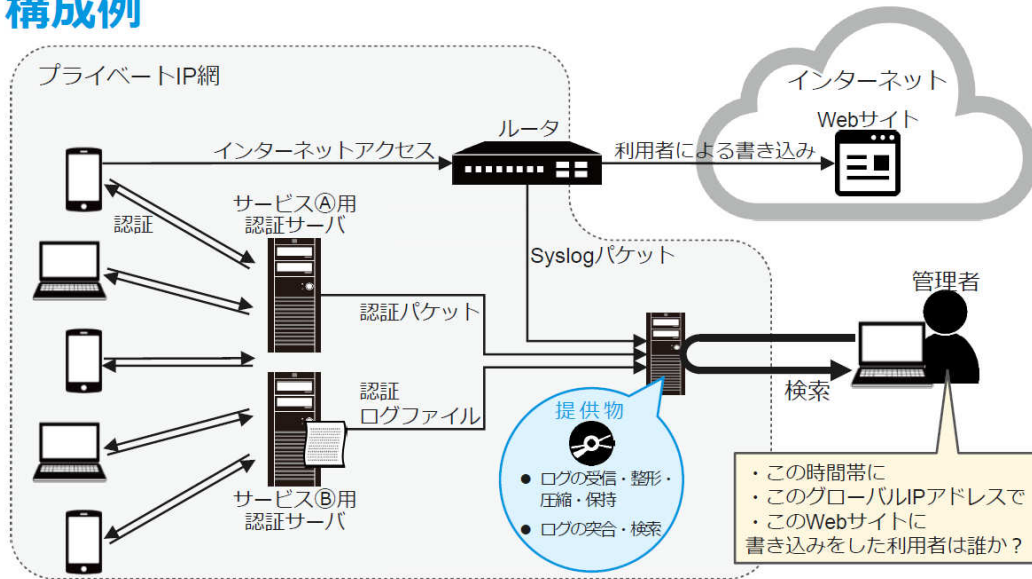 構成例
プライベートIP網
インターネット
Webサイト
ルータ
インターネットアクセス
利用者による書き込み
サービスⒶ用
認証サーバ
認証
Syslogパケット
管理者
認証パケット
検索
認証
ログファイル
提供物
● ログの受信・整形・
圧縮・保持
● ログの突合・検索
サービスⒷ用
認証サーバ
・この時間帯に
・このグローバルIPアドレスで
・このWebサイトに
書き込みをした利用者は誰か？